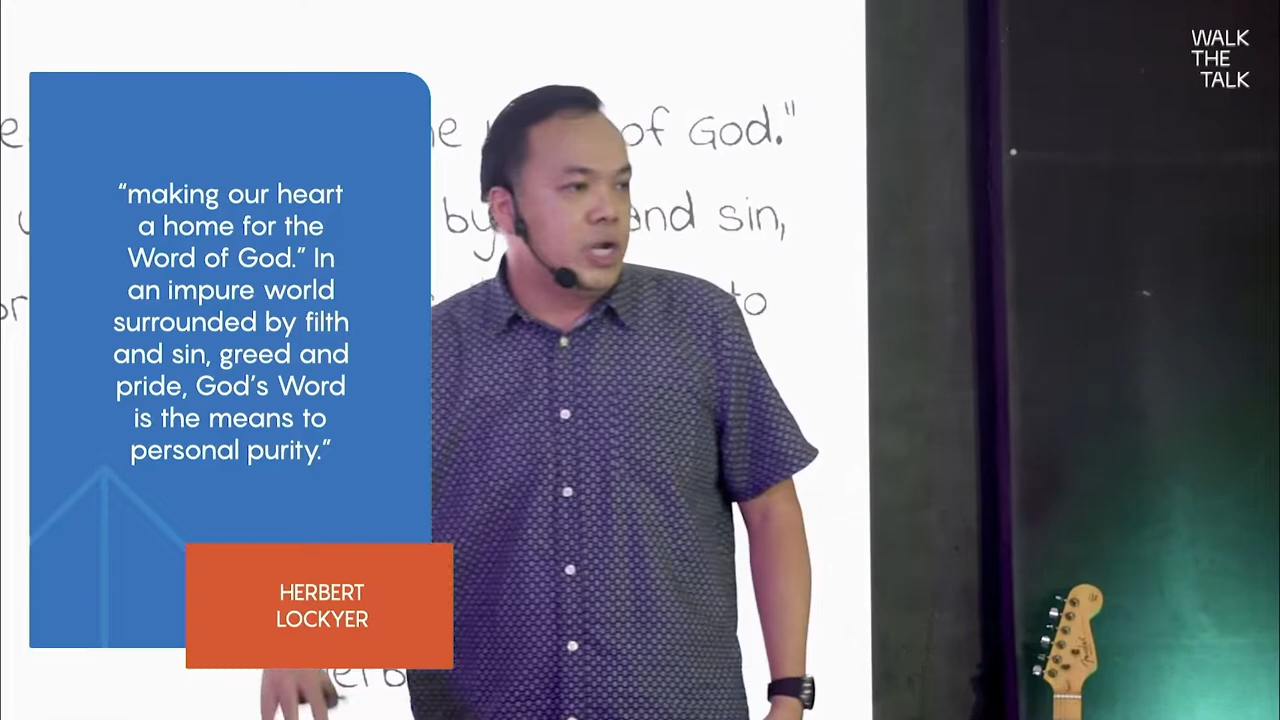 WALK
THE
TALK
of God."
by and sin,
to
“making our heart
a home for the
Word of God.” In
an impure world
surrounded by filth
and sin, greed and
pride, God’s Word
is the means to
personal purity.”
HERBERT
LOCKYER
Fender